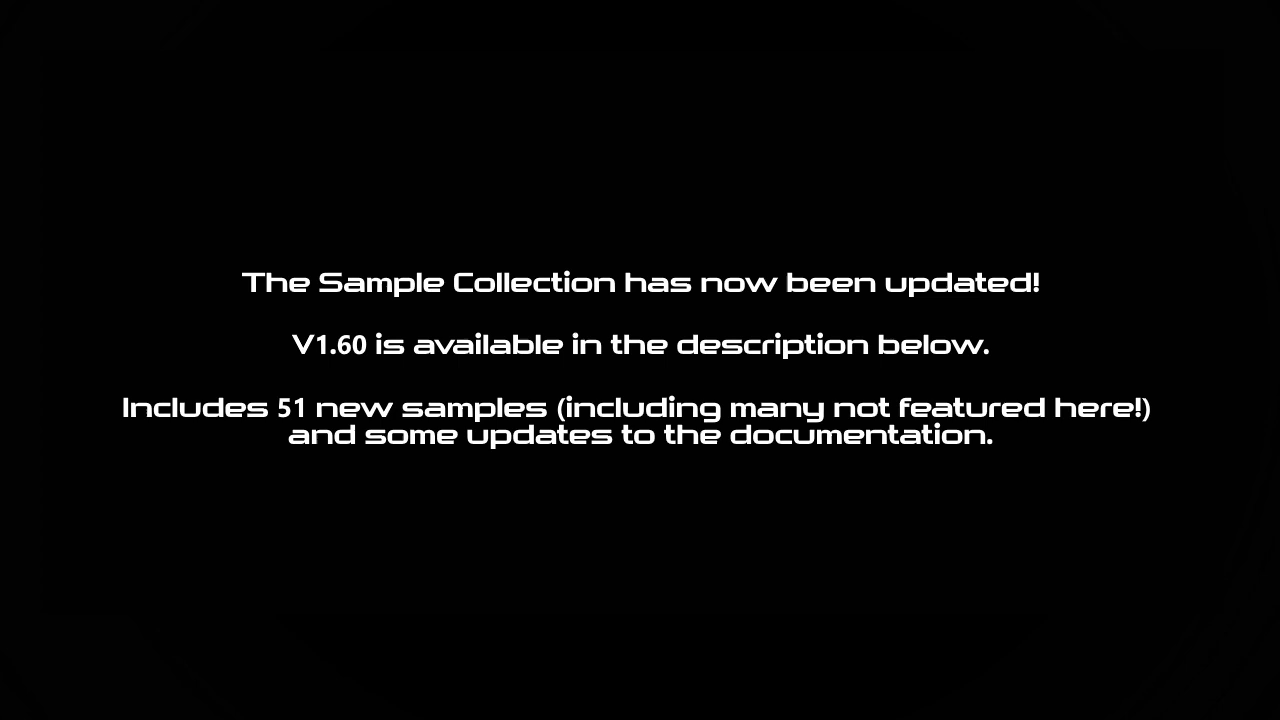 The Sample Collection has now been updated!
V1.60 is available in the description below.
Includes 51 new samples (including many not featured here!)
and some updates to the documentation.